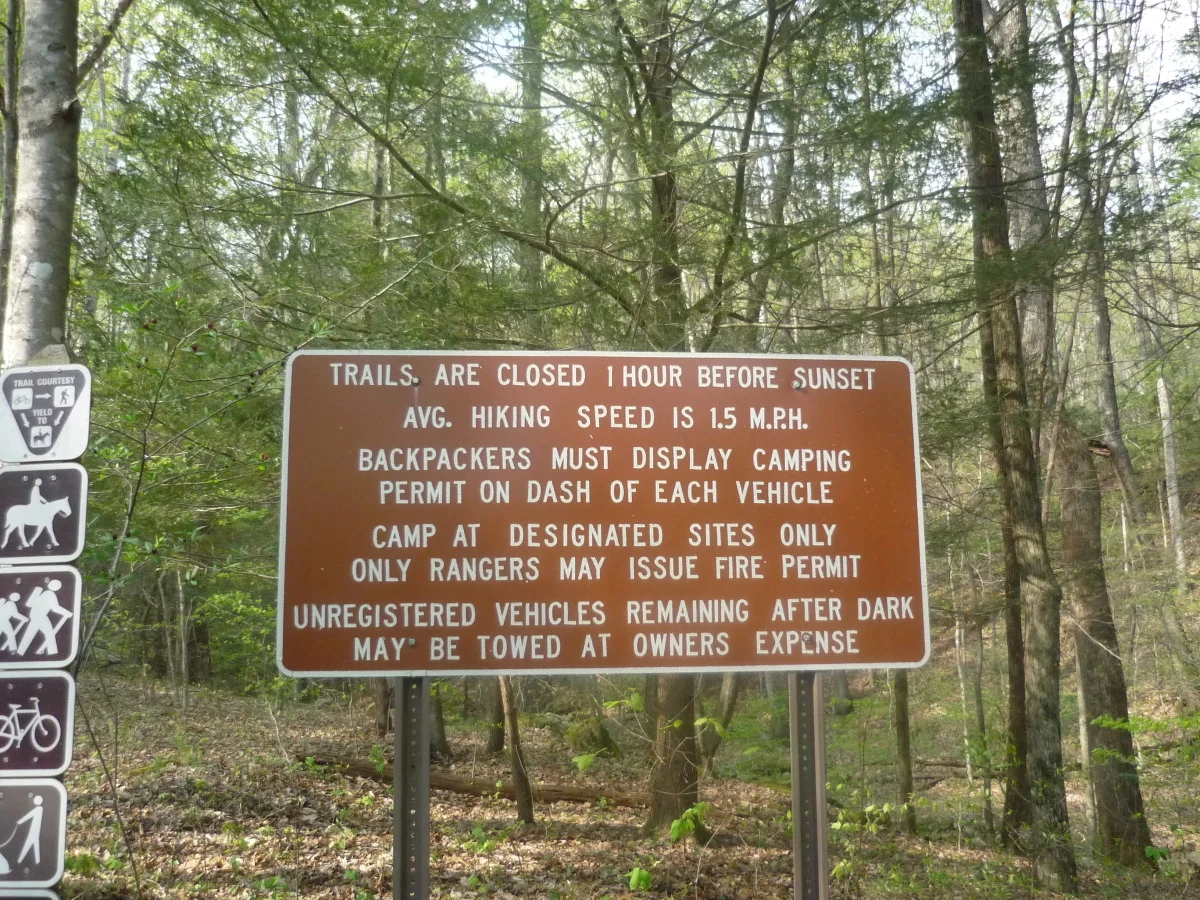 TRAIL COURTESY
YIELD
TO
TRAILS ARE CLOSED 1 HOUR BEFORE SUNSET
AVG. HIKING SPEED IS 1.5 M.P.H.
BACKPACKERS MUST DISPLAY CAMPING
PERMIT ON DASH OF EACH VEHICLE
CAMP AT DESIGNATED SITES ONLY
ONLY RANGERS MAY ISSUE FIRE PERMIT
UNREGISTERED VEHICLES REMAINING AFTER DARK
MAY BE TOWED AT OWNERS EXPENSE